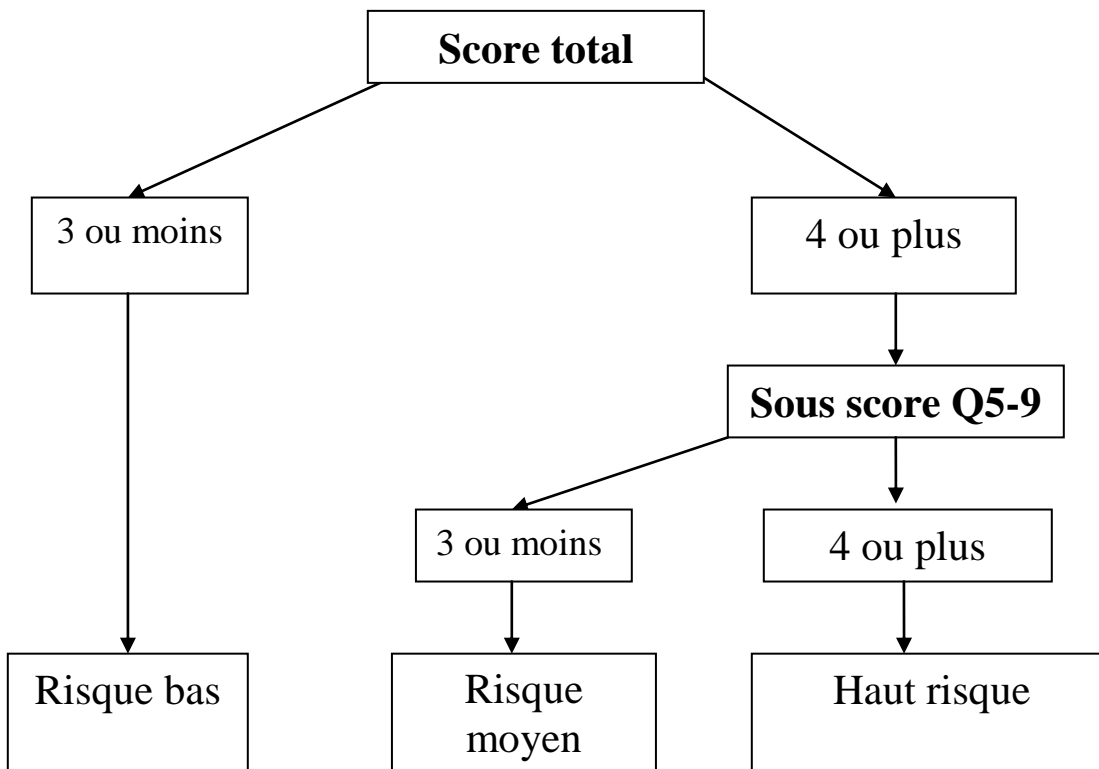 Score total
3 ou moins
4 ou plus
Sous score Q5-9
3 ou moins
4 ou plus
Risque bas
Risque
moyen
Haut risque